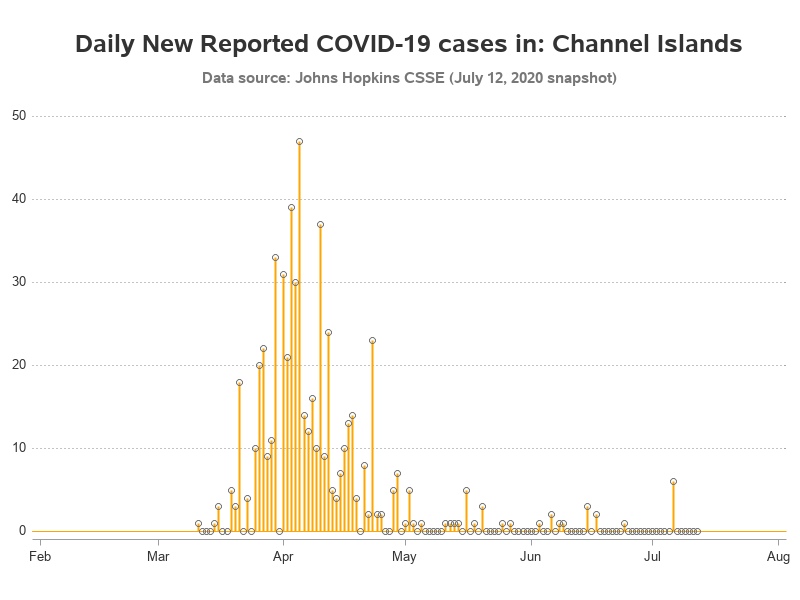 Daily New Reported COVID-19 cases in: Channel Islands
Data source: Johns Hopkins CSSE (July 12, 2020 snapshot)
50
40
30
20
10
0
Feb Mar Apr May Jun Jul Aug